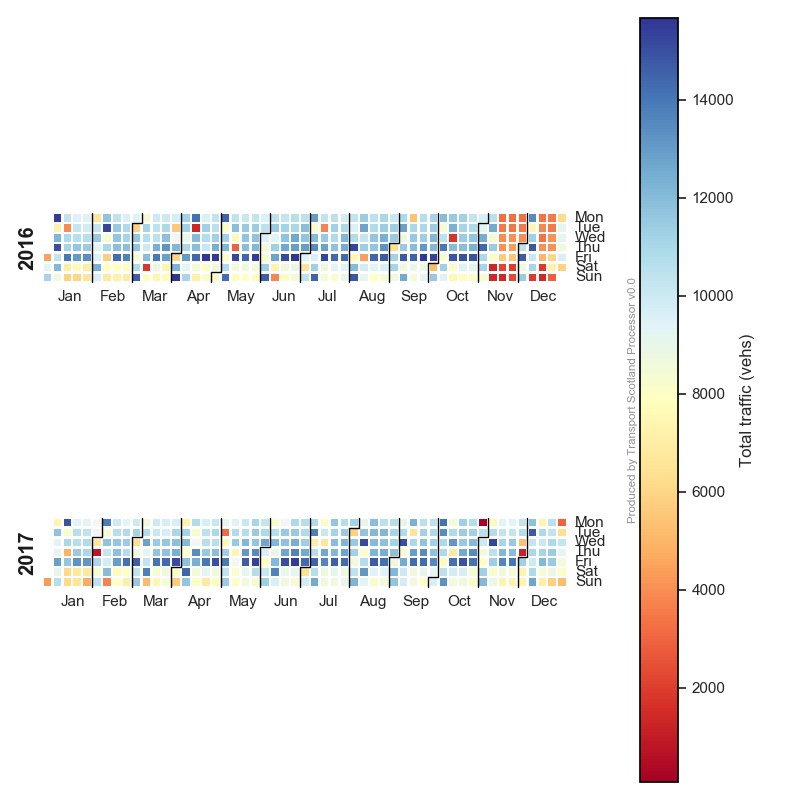 2016
Mon
Tue
Wed
Thu
Fri
Sat
Sun
Jan Feb Mar Apr May Jun Jul Aug Sep Oct Nov Dec
2017
Mon
Tue
Wed
Thu
Fri
Sat
Sun
Jan Feb Mar Apr May Jun Jul Aug Sep Oct Nov Dec
Produced by Transport Scotland Processor v0.0
14000
12000
10000
8000
6000
4000
2000
Total traffic (vehs)